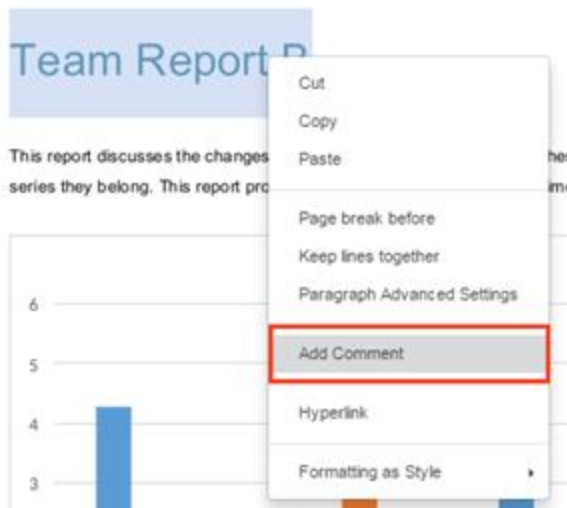 Team Report
Cut
Copy
This report discusses the changes
Paste
series they belong. This report
Page break before
Keep lines together
Paragraph Advanced Settings
6
Add Comment
5
Hyperlink
4
Formatting as Style
3